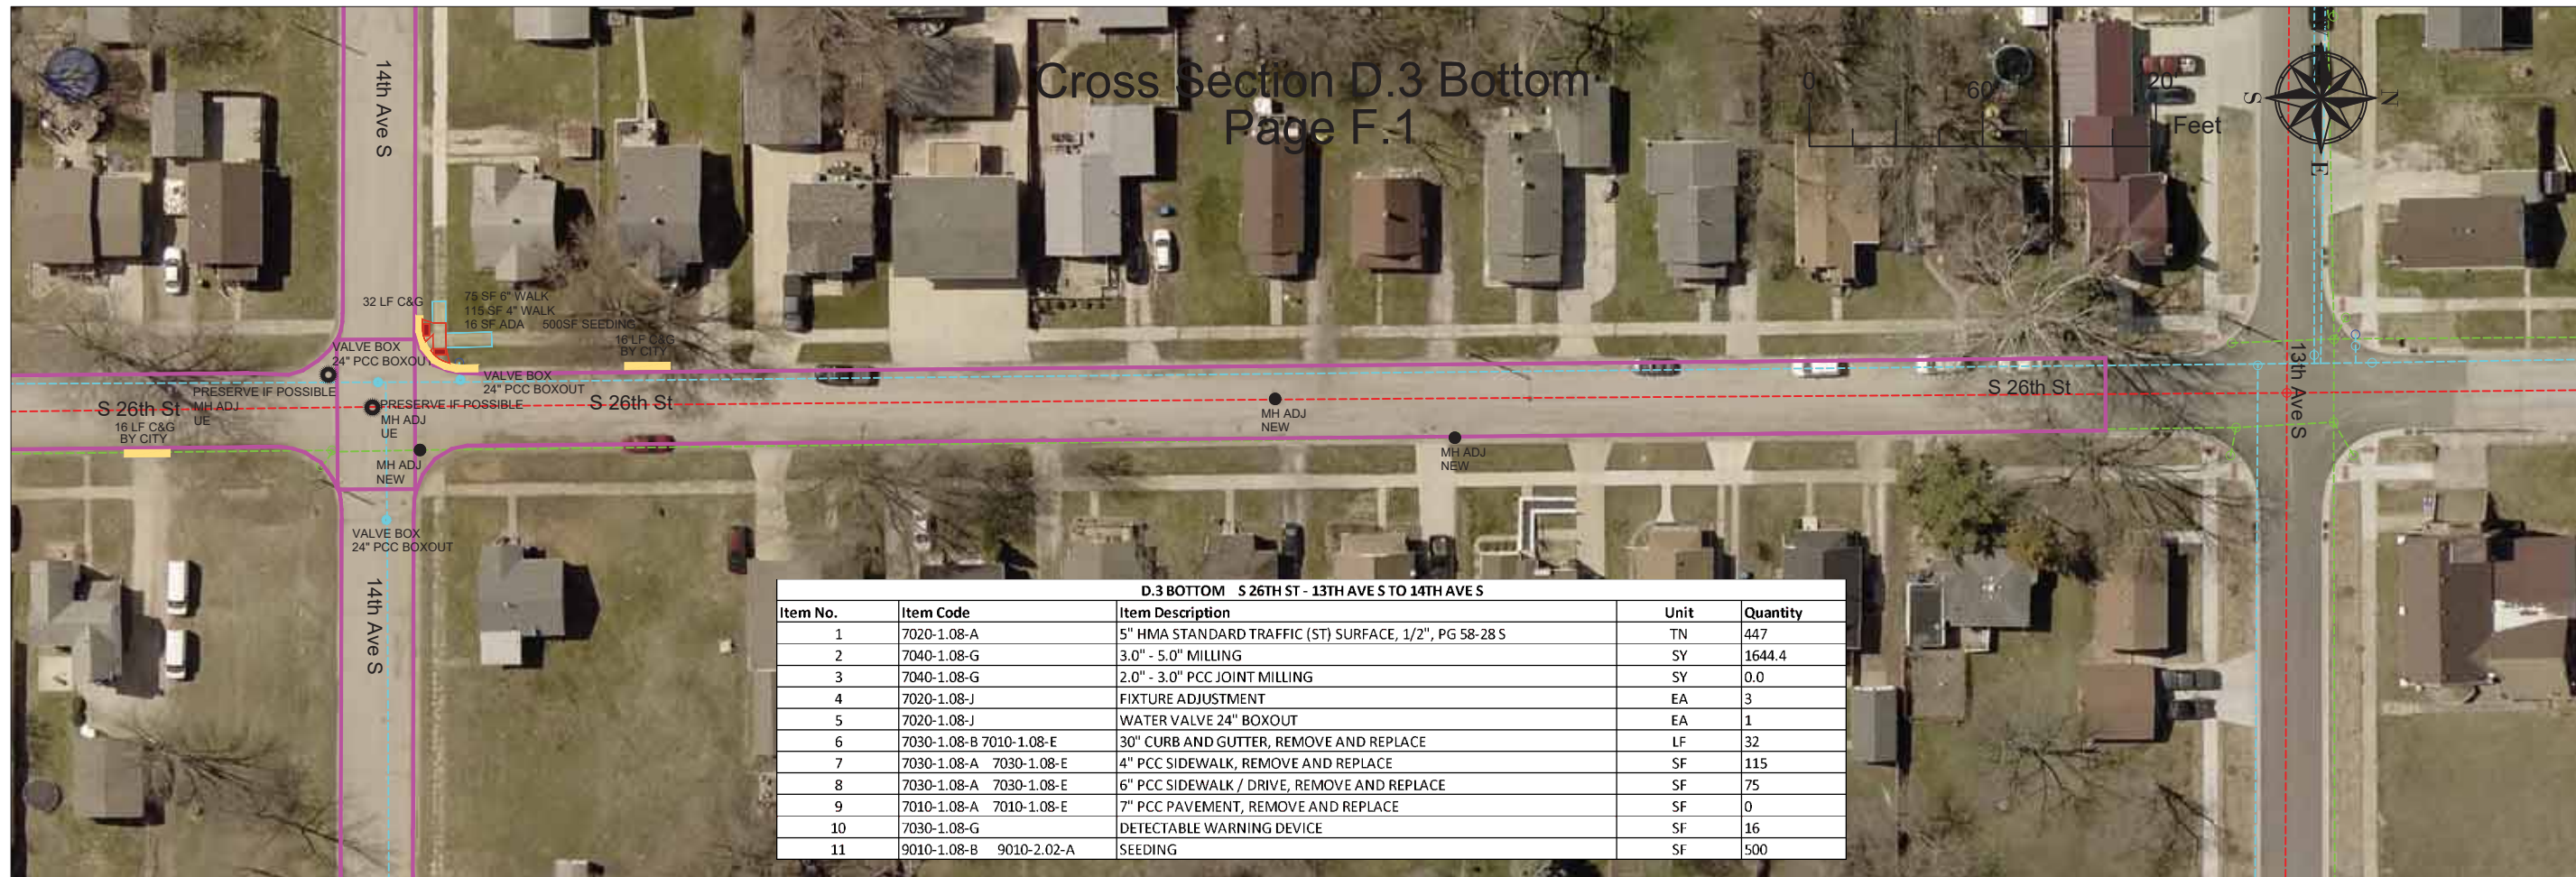 Cross Section D.3 Bottom
Page F.1
0
60
120
Feet
S
N
E
14th Ave S
32 LF C&G
75 SF 6" WALK
115 SF 4" WALK
16 SF ADA 500SF SEEDING
16 LF C&G
BY CITY
VALVE BOX
24" PCC BOXOUT
VALVE BOX
24" PCC BOXOUT
PRESERVE IF POSSIBLE
MH ADJ
UE
S 26th St
16 LF C&G
BY CITY
PRESERVE IF POSSIBLE
MH ADJ
UE
S 26th St
MH ADJ
NEW
MH ADJ
NEW
MH ADJ
NEW
S 26th St
13th Ave S
VALVE BOX
24" PCC BOXOUT
14th Ave S
D.3 BOTTOM S 26TH ST - 13TH AVE S TO 14TH AVE S
Item No. Item Code Item Description Unit Quantity
1 7020-1.08-A 5" HMA STANDARD TRAFFIC (ST) SURFACE, 1/2", PG 58-28 S TN 447
2 7040-1.08-G 3.0" - 5.0" MILLING SY 1644.4
3 7040-1.08-G 2.0" - 3.0" PCC JOINT MILLING SY 0.0
4 7020-1.08-J FIXTURE ADJUSTMENT EA 3
5 7020-1.08-J WATER VALVE 24" BOXOUT EA 1
6 7030-1.08-B 7010-1.08-E 30" CURB AND GUTTER, REMOVE AND REPLACE LF 32
7 7030-1.08-A 7030-1.08-E 4" PCC SIDEWALK, REMOVE AND REPLACE SF 115
8 7030-1.08-A 7030-1.08-E 6" PCC SIDEWALK / DRIVE, REMOVE AND REPLACE SF 75
9 7010-1.08-A 7010-1.08-E 7" PCC PAVEMENT, REMOVE AND REPLACE SF 0
10 7030-1.08-G DETECTABLE WARNING DEVICE SF 16
11 9010-1.08-B 9010-2.02-A SEEDING SF 500